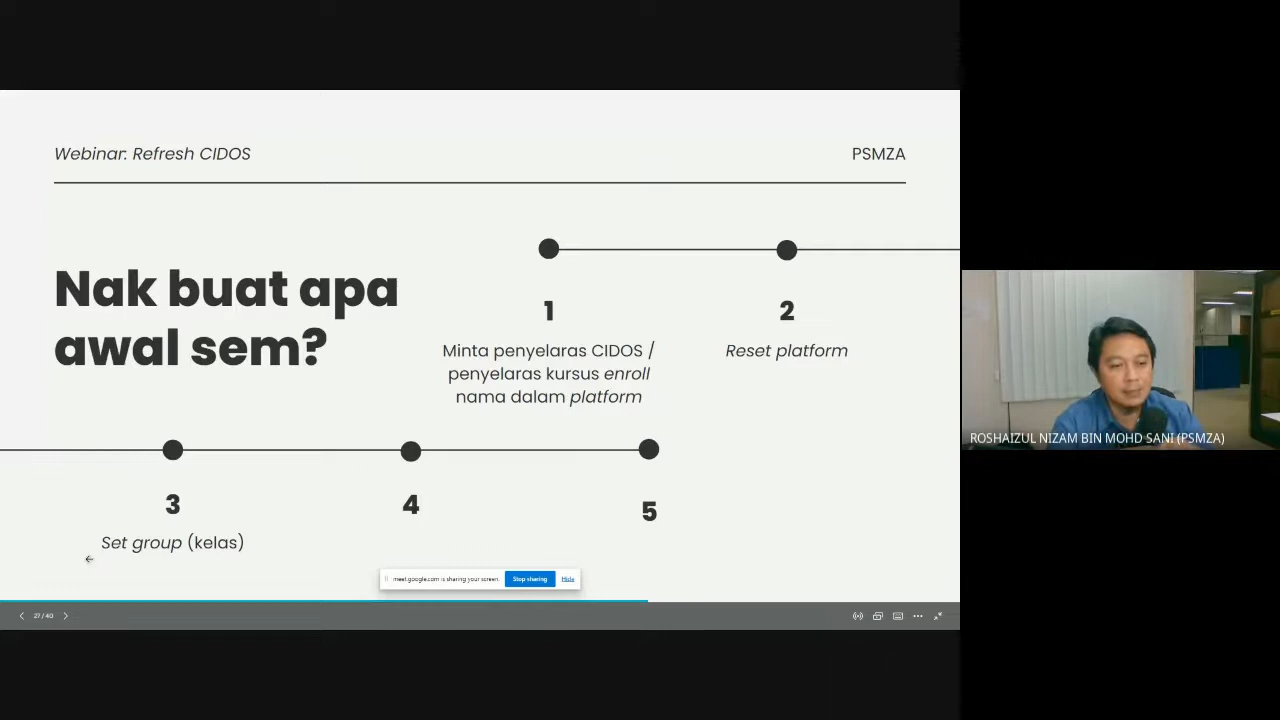 Webinar: Refresh CIDOS
PSMZA
Nak buat apa
awal sem?
1
Minta penyelaras CIDOS /
penyelaras kursus enroll
nama dalam platform
2
Reset platform
3
Set group (kelas)
4
5
meet.google.com is sharing your screen.
Stop sharing
Hide
27 / 40
ROSHAIZUL NIZAM BIN MOHD SANI (PSMZA)